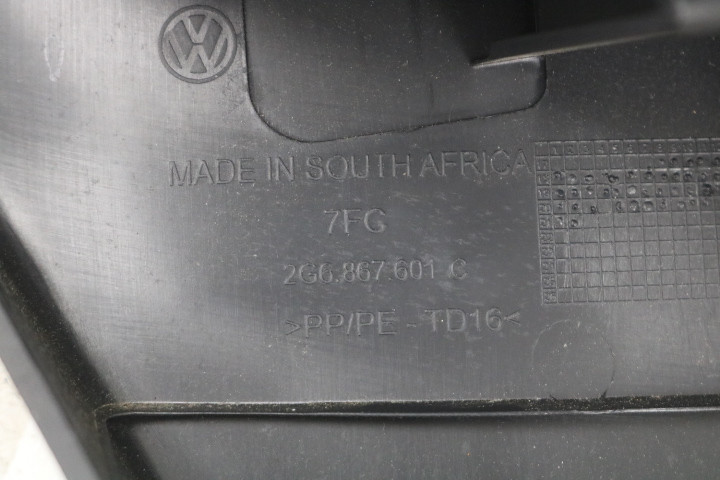 MADE IN SOUTH AFRICA
7FG
2G6.867.601 C
>PP/PE - TD16<